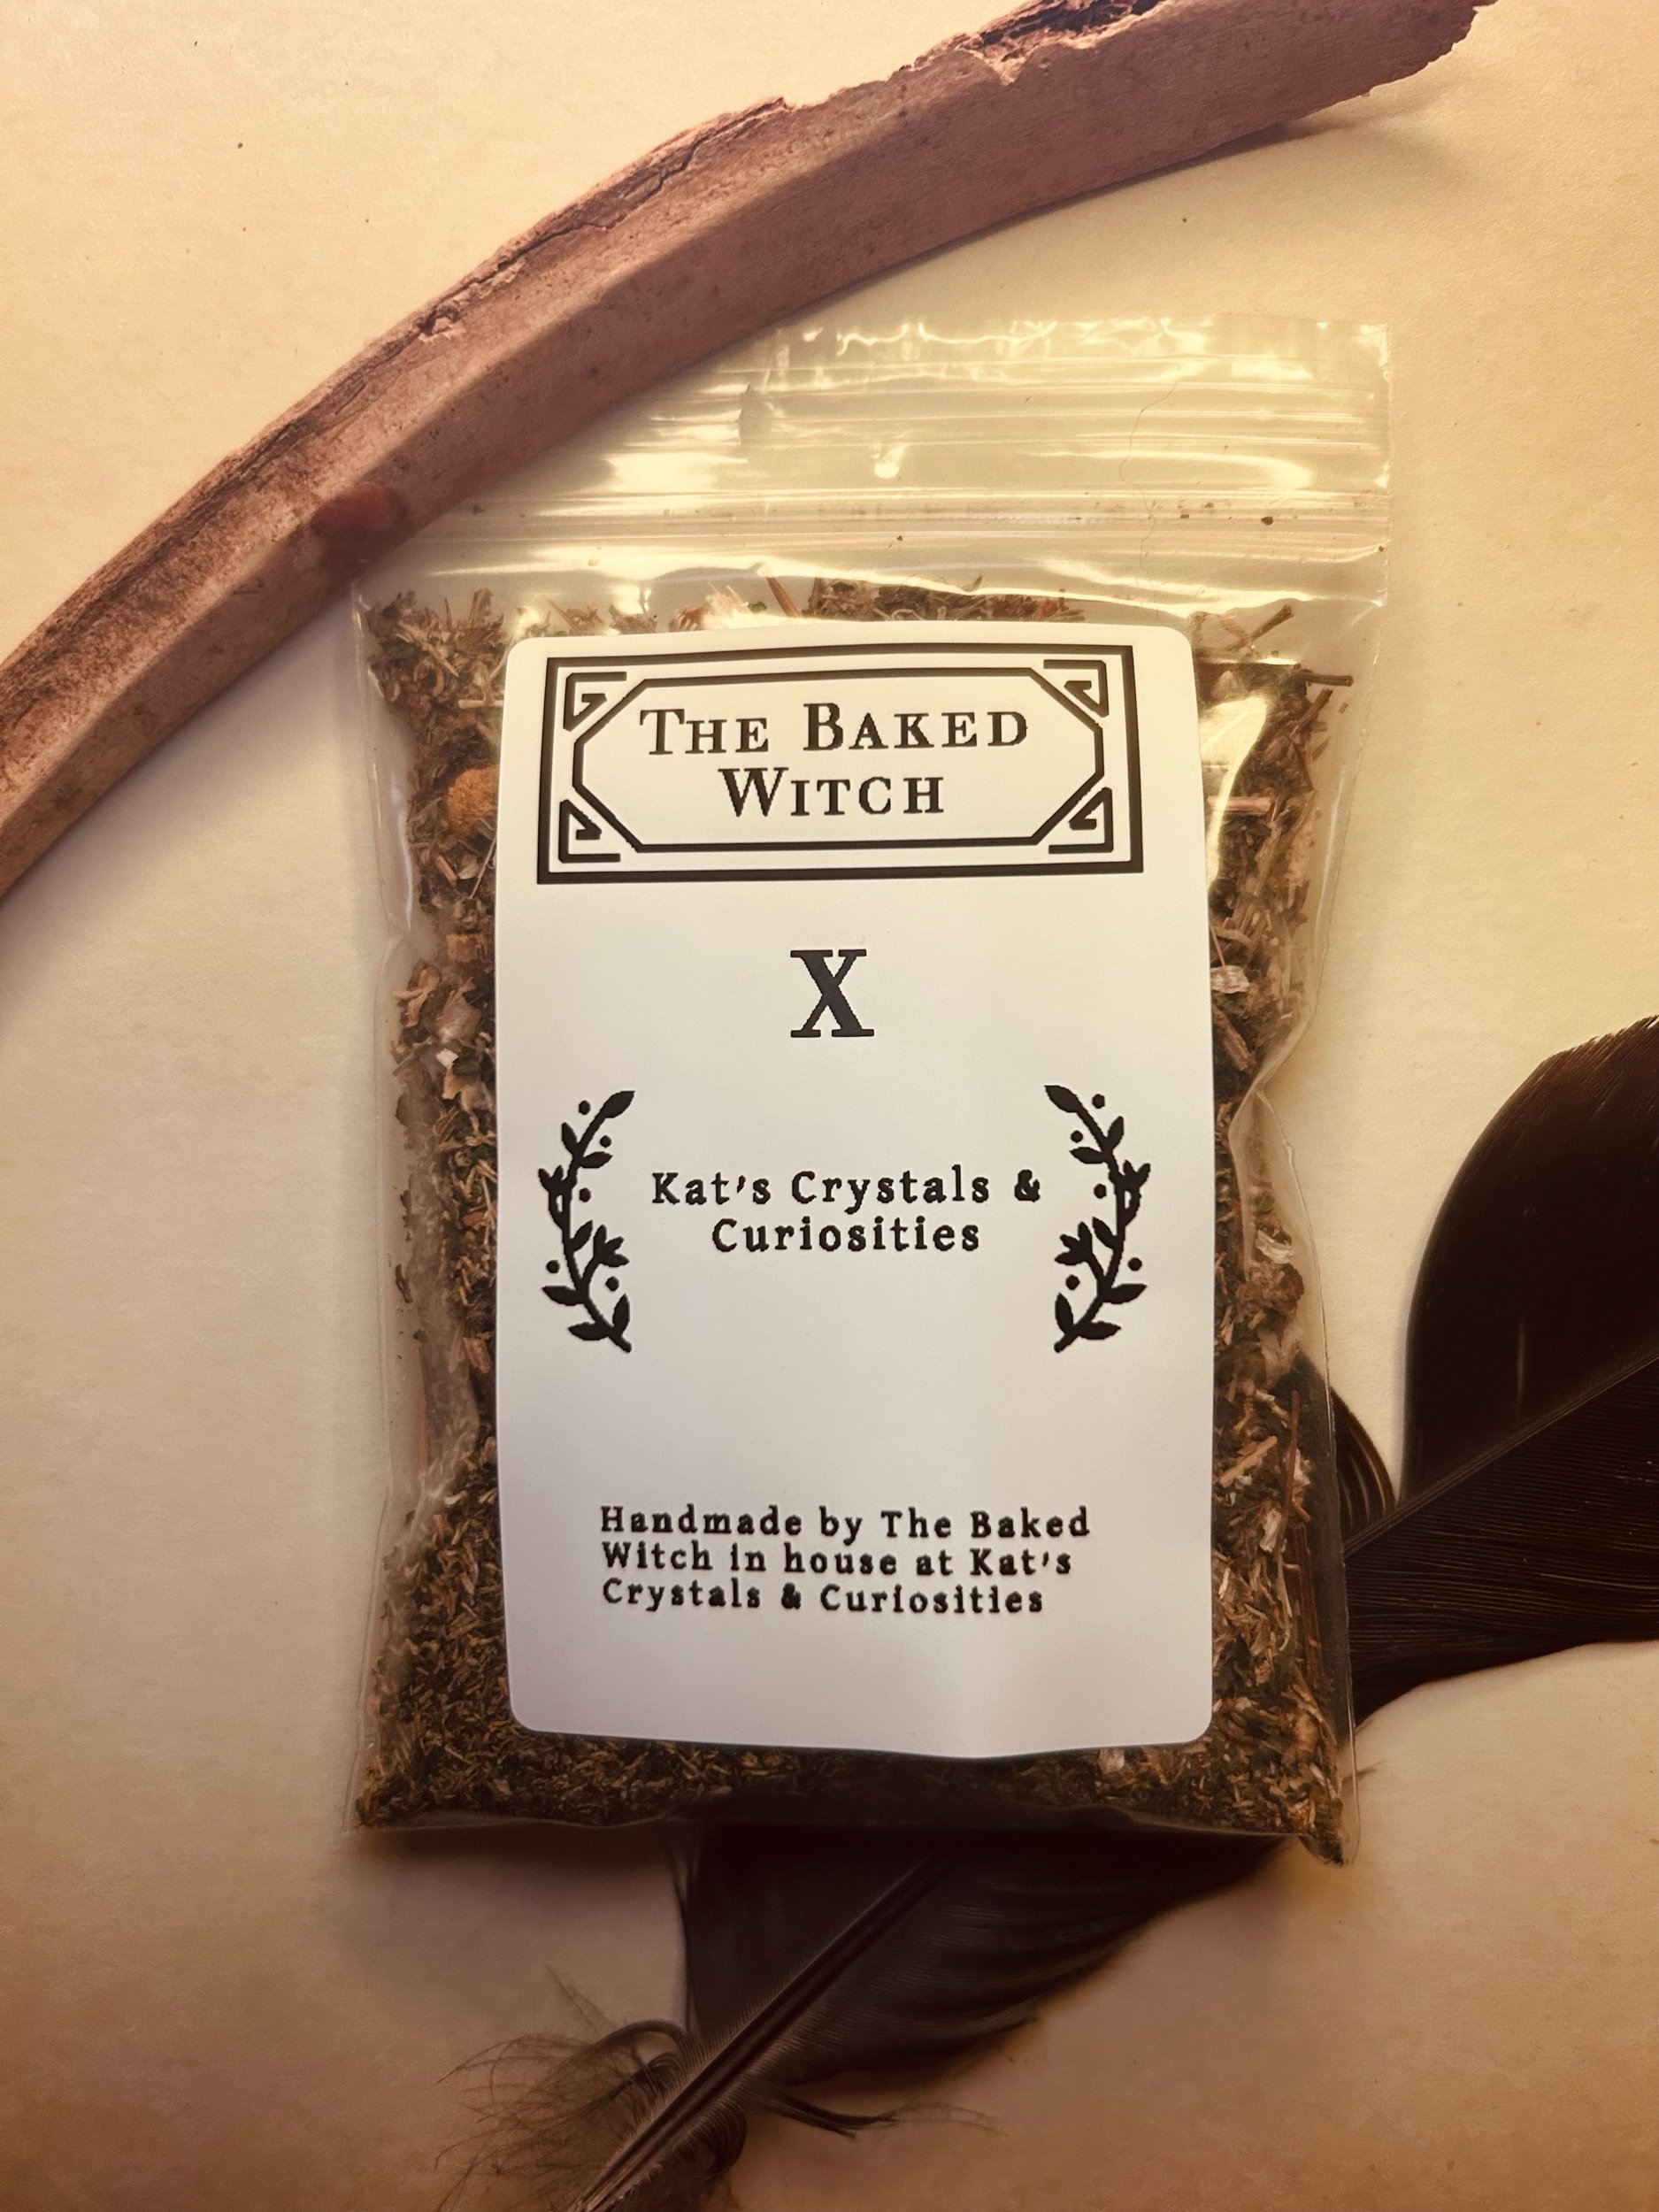 The Baked
Witch
X
Kat's Crystals &
Curiosities
Handmade by The Baked
Witch in house at Kat's
Crystals & Curiosities